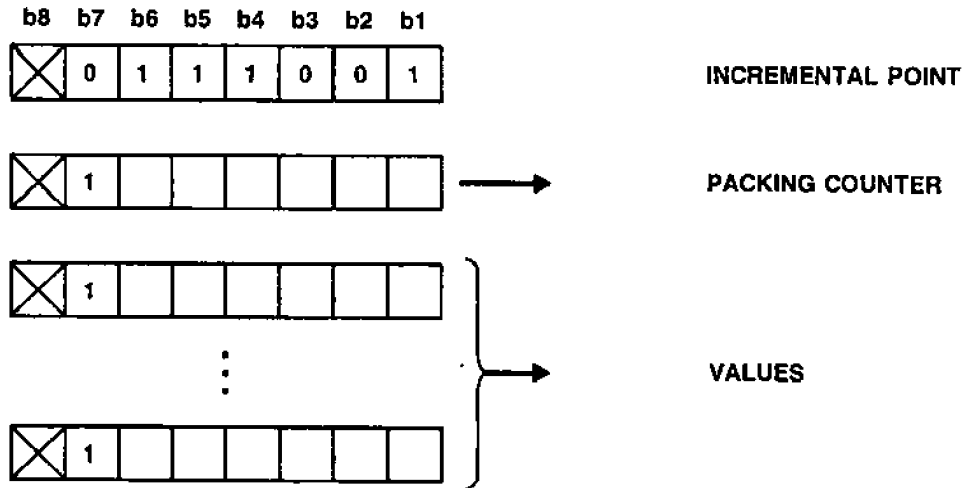 b8 b7 b6 b5 b4 b3 b2 b1
0 1 1 1 0 0 1 INCREMENTAL POINT
1 PACKING COUNTER
1
VALUES
1